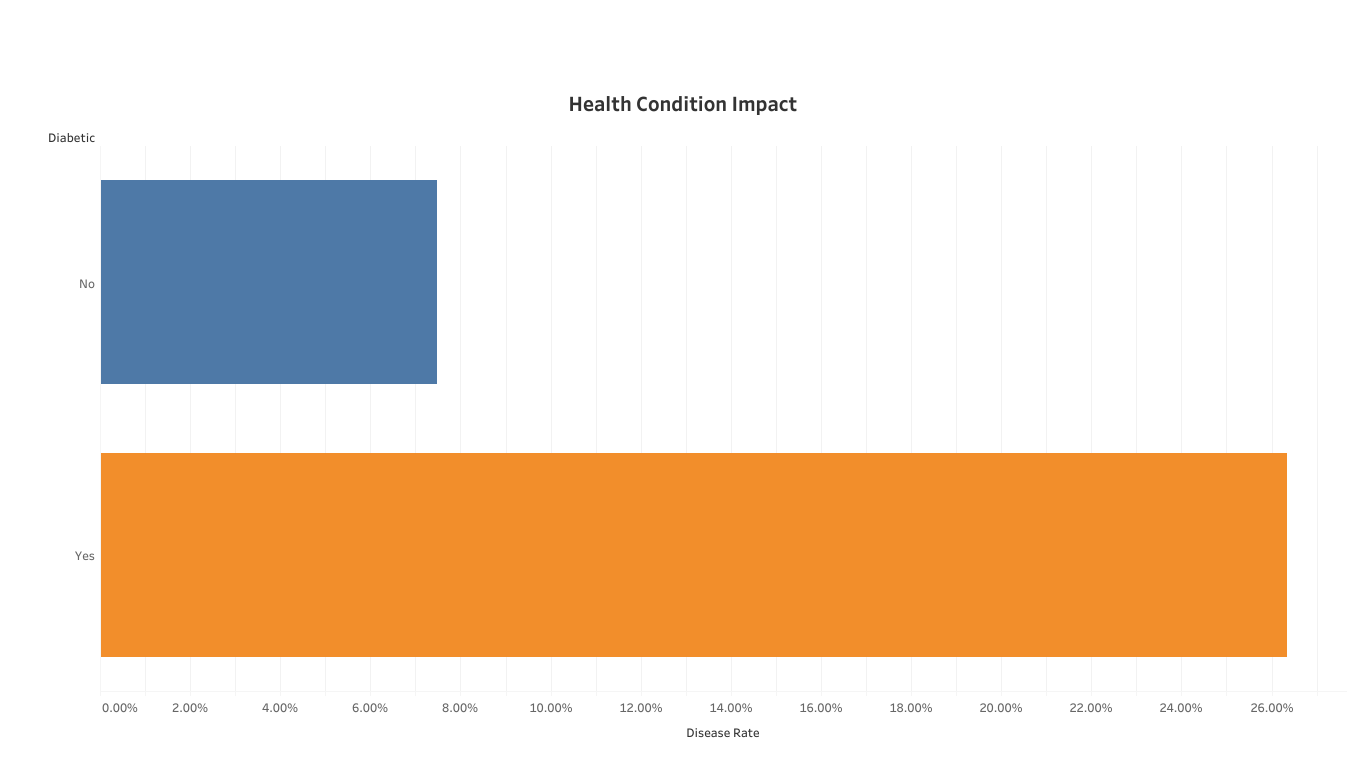 Health Condition Impact
Diabetic
No
Yes
0.00% 2.00% 4.00% 6.00% 8.00% 10.00% 12.00% 14.00% 16.00% 18.00% 20.00% 22.00% 24.00% 26.00%
Disease Rate